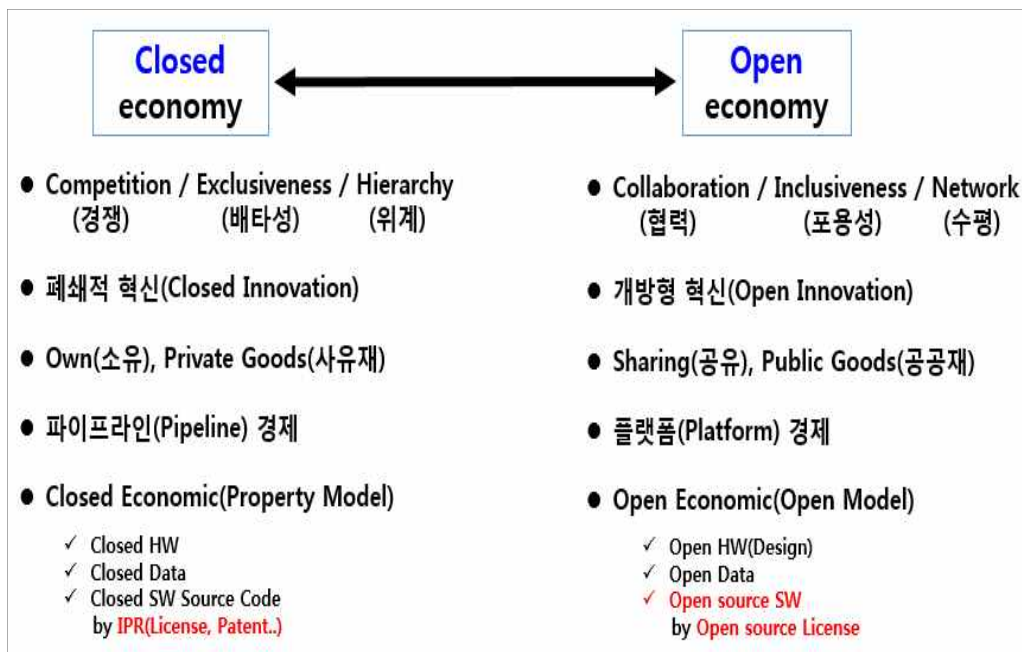 Closed
economy
Open
economy
● Competition / Exclusiveness / Hierarchy
(경쟁) (배타성) (위계)
● 폐쇄적 혁신(Closed Innovation)
● Own(소유), Private Goods(사유재)
● 파이프라인(Pipeline) 경제
● Closed Economic(Property Model)
✓ Closed HW
✓ Closed Data
✓ Closed SW Source Code
by IPR(License, Patent..)
● Collaboration / Inclusiveness / Network
(협력) (포용성) (수평)
● 개방형 혁신(Open Innovation)
● Sharing(공유), Public Goods(공공재)
● 플랫폼(Platform) 경제
● Open Economic(Open Model)
✓ Open HW(Design)
✓ Open Data
✓ Open source SW
by Open source License